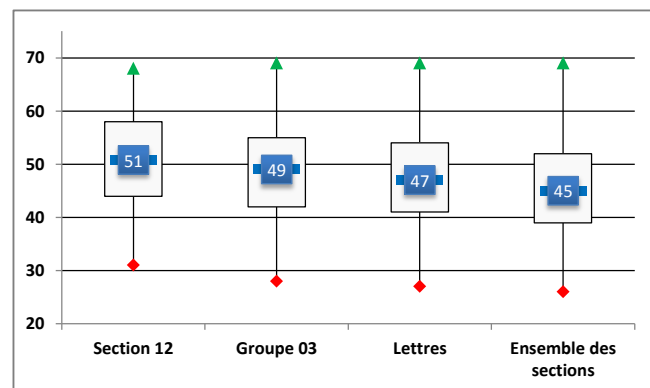 70
60
50
40
30
20
51
49
47
45
Section 12
Groupe 03
Lettres
Ensemble des
sections